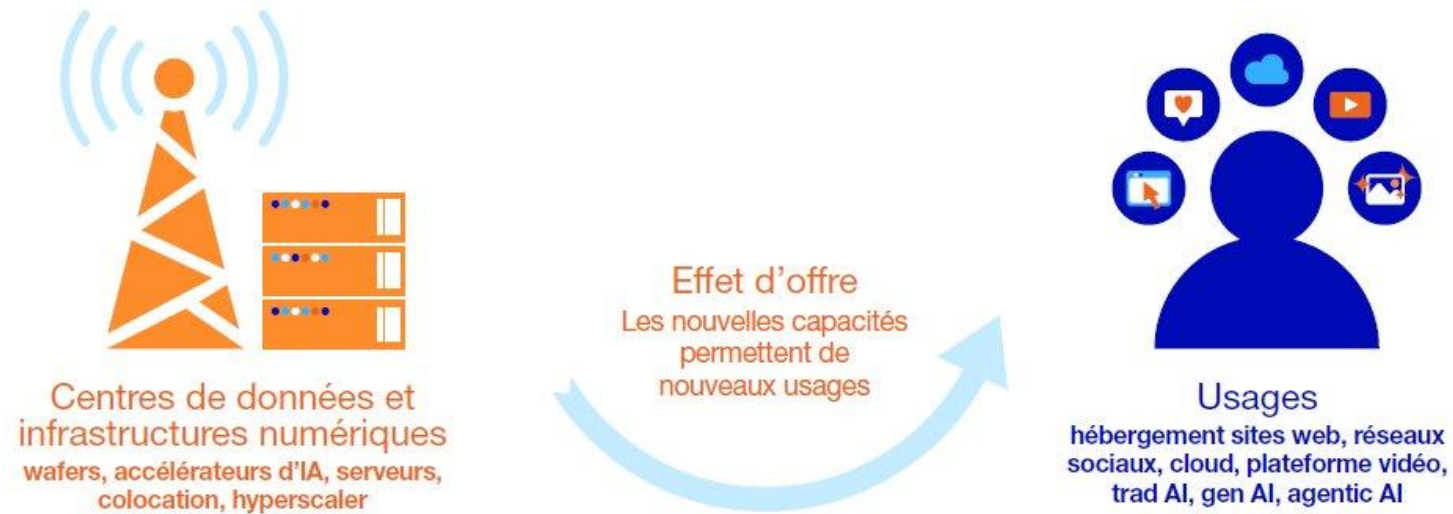 Centres de données et
infrastructures numériques
wafers, accélérateurs d'IA, serveurs,
colocation, hyperscaler
Effet d'offre
Les nouvelles capacités
permettent de
nouveaux usages
Usages
hébergement sites web, réseaux
sociaux, cloud, plateforme vidéo,
trad AI, gen AI, agentic AI